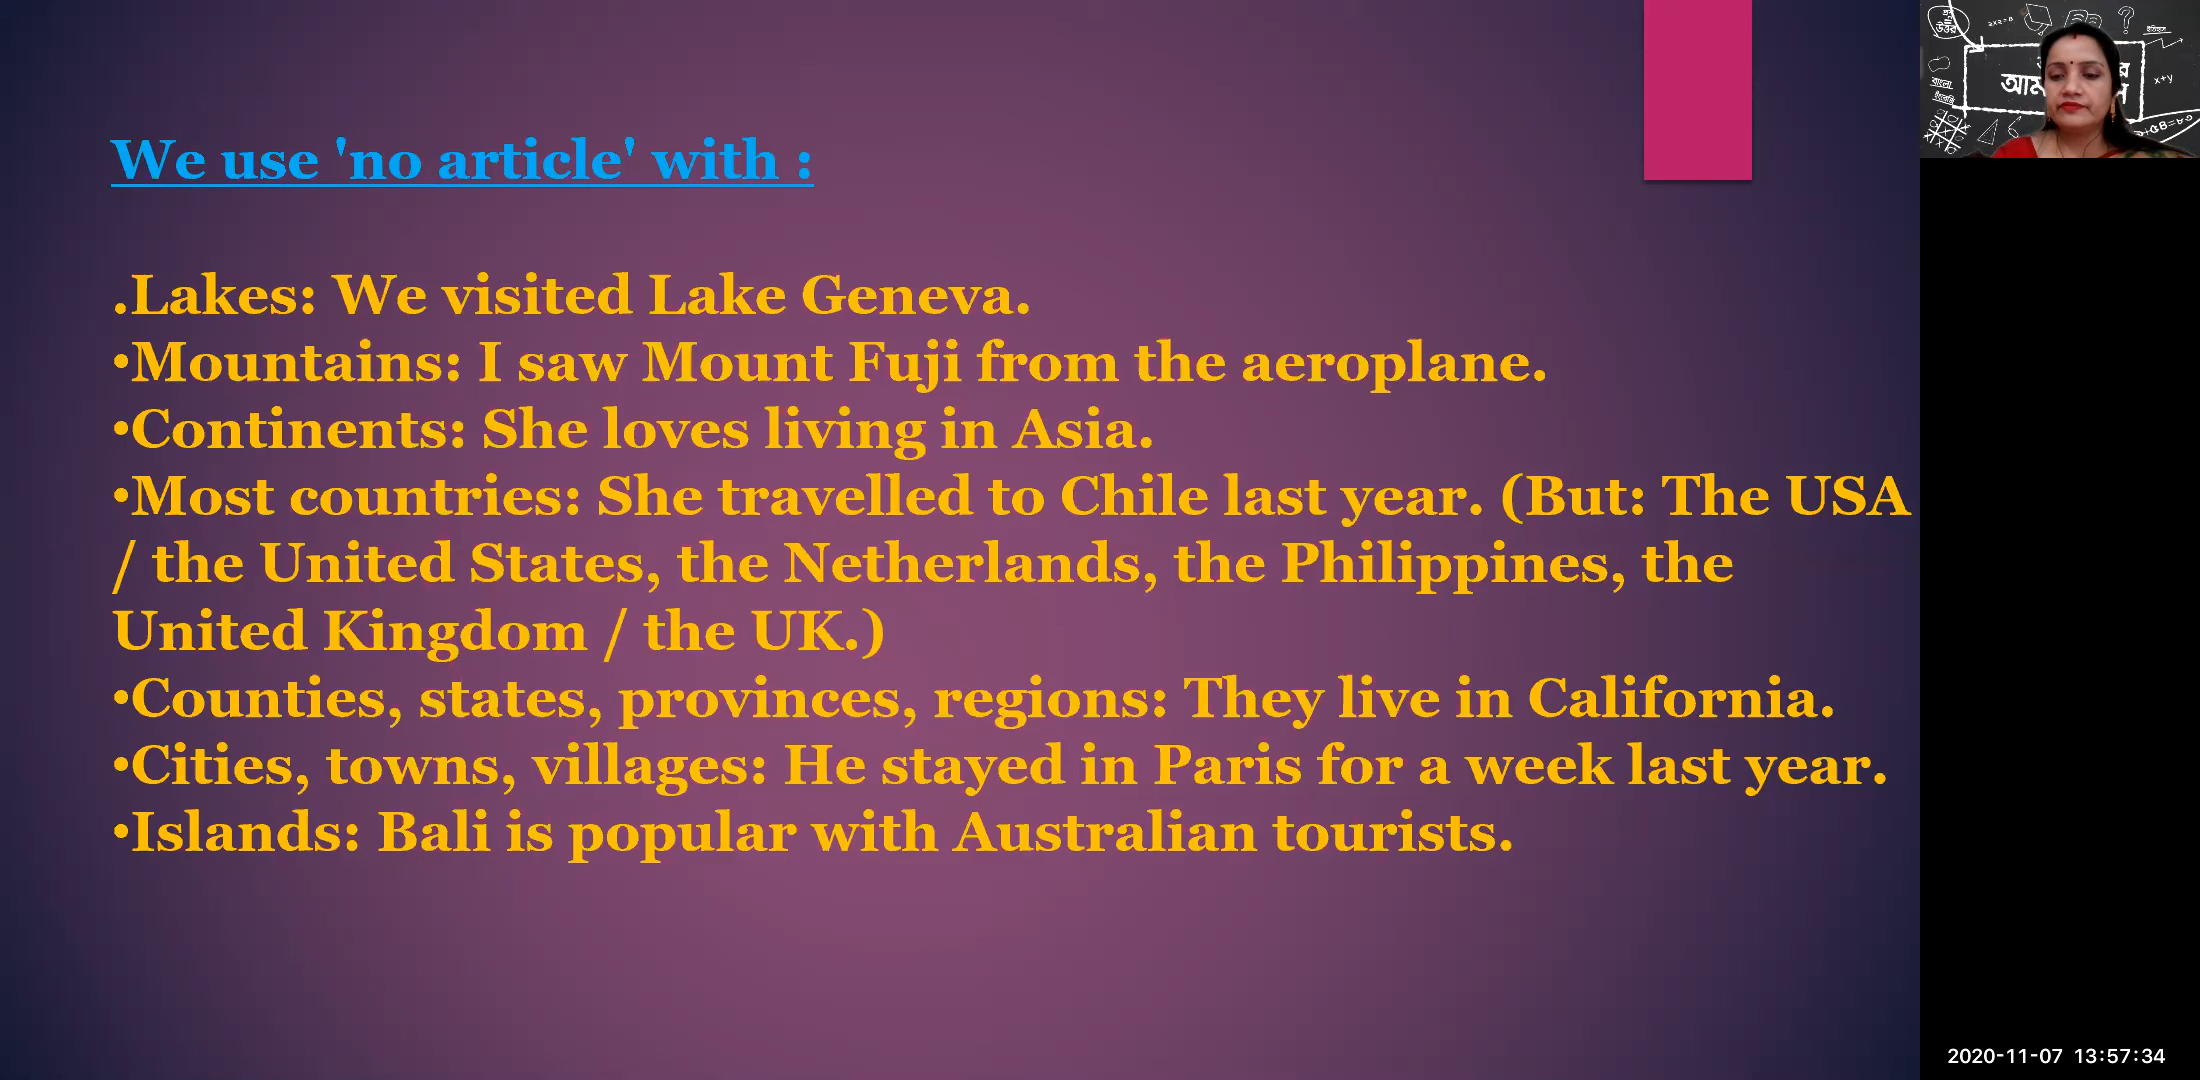 We use 'no article' with :
.Lakes: We visited Lake Geneva.
•Mountains: I saw Mount Fuji from the aeroplane.
•Continents: She loves living in Asia.
•Most countries: She travelled to Chile last year. (But: The USA
/ the United States, the Netherlands, the Philippines, the
United Kingdom / the UK.)
•Counties, states, provinces, regions: They live in California.
•Cities, towns, villages: He stayed in Paris for a week last year.
•Islands: Bali is popular with Australian tourists.
উত্তর
x+y
2020-11-07 13:57:34